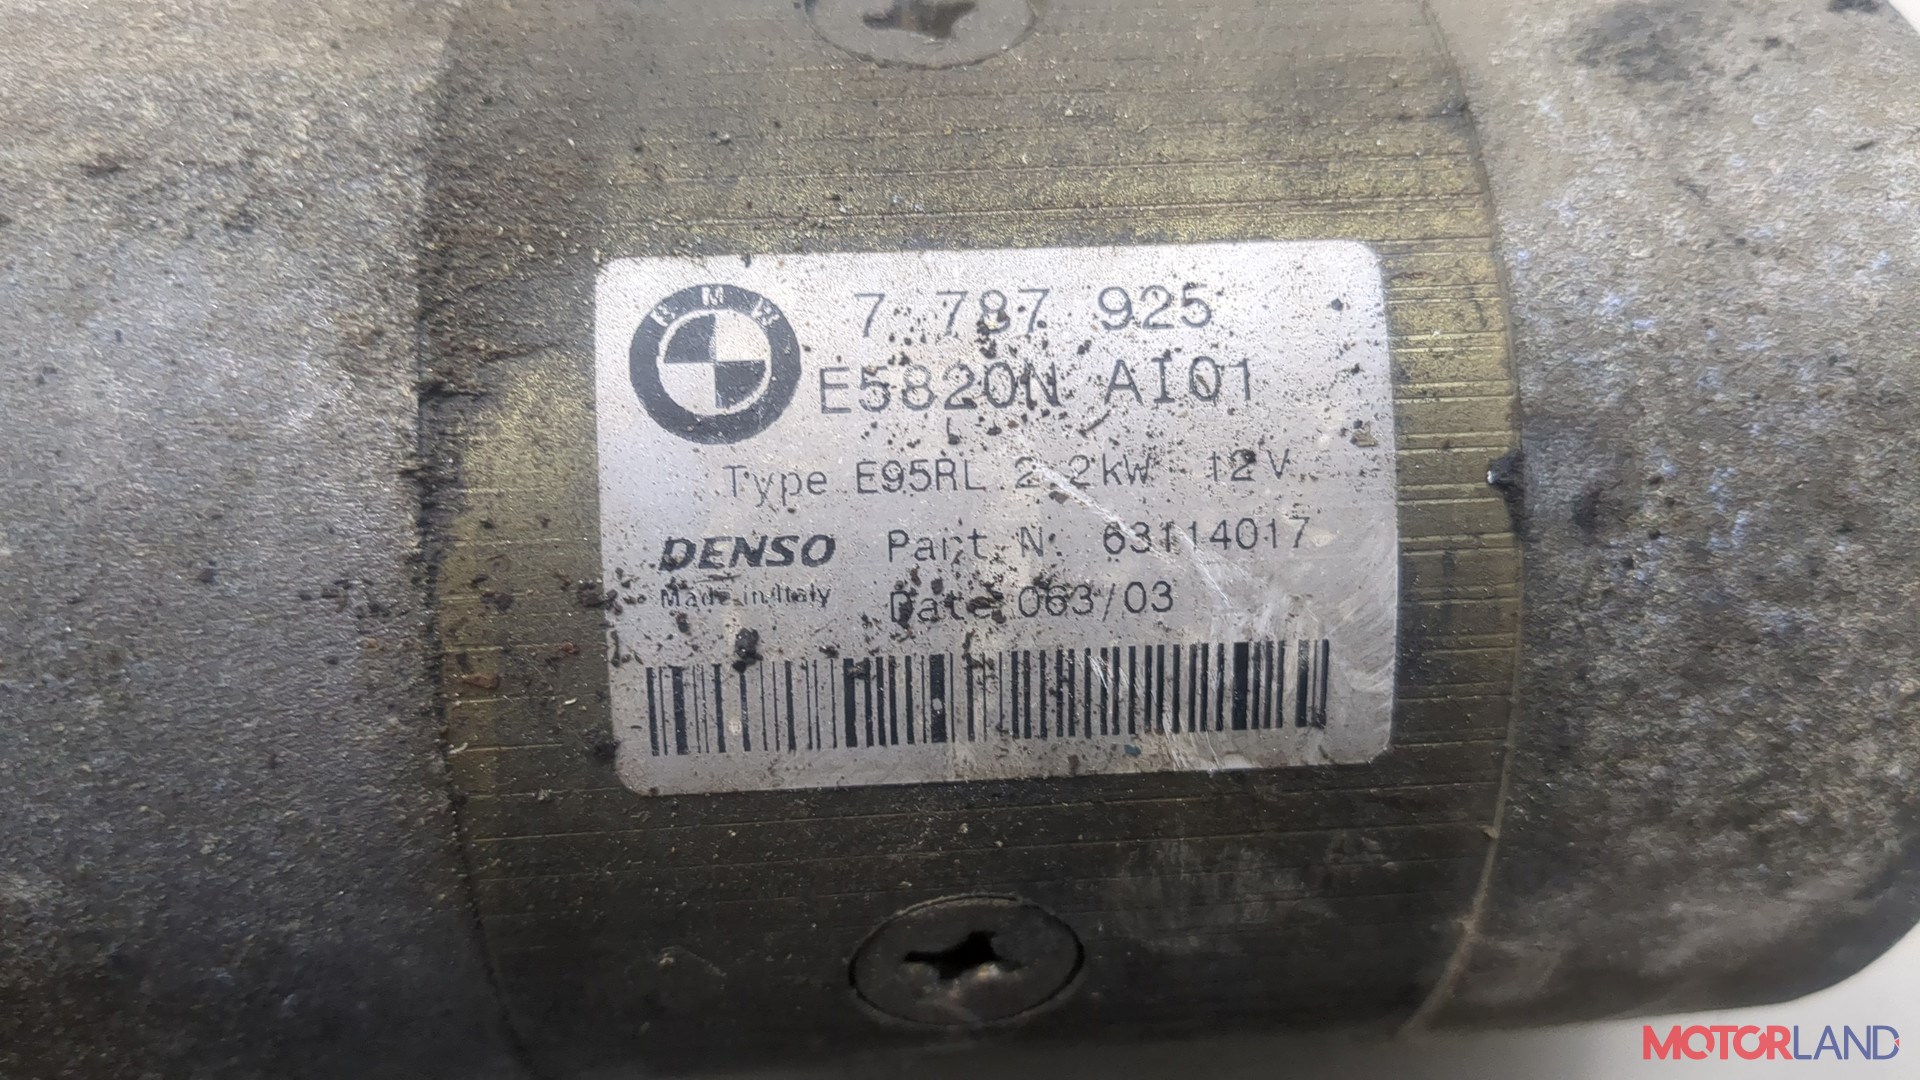 BMW
7 787 925
E5820N AI01
Type E95RL 2.2kW 12V
DENSO Part N. 63114017
Made in Italy Date 063/03
MOTORLAND